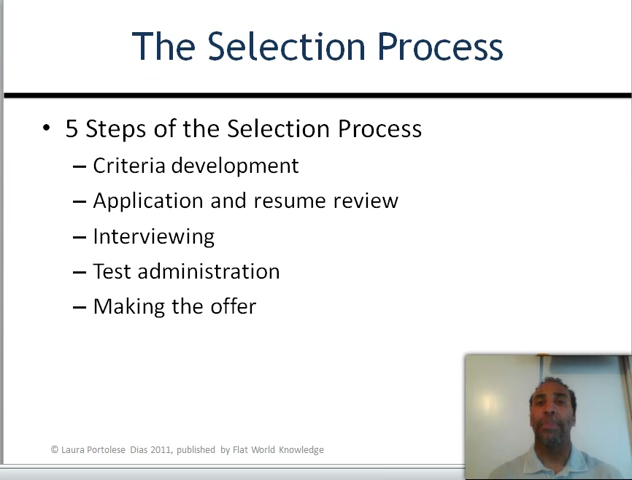 The Selection Process
• 5 Steps of the Selection Process
– Criteria development
– Application and resume review
– Interviewing
– Test administration
– Making the offer
© Laura Portolese Dias 2011, published by Flat World Knowledge